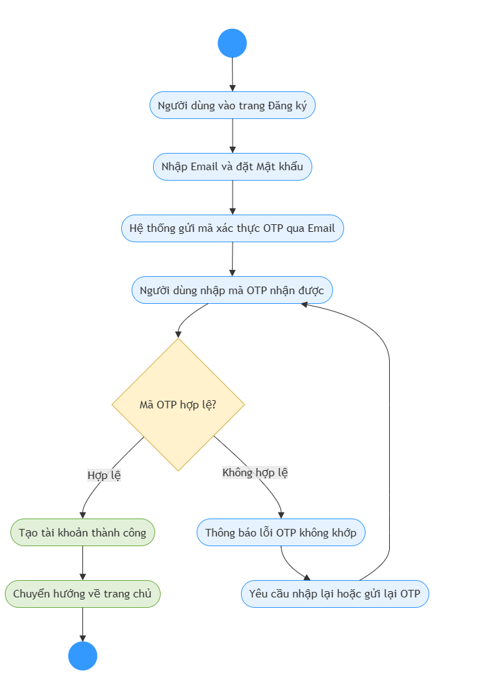 Người dùng vào trang Đăng ký
Nhập Email và đặt Mật khẩu
Hệ thống gửi mã xác thực OTP qua Email
Người dùng nhập mã OTP nhận được
Mã OTP hợp lệ?
Hợp lệ
Không hợp lệ
Tạo tài khoản thành công
Thông báo lỗi OTP không khớp
Chuyển hướng về trang chủ
Yêu cầu nhập lại hoặc gửi lại OTP